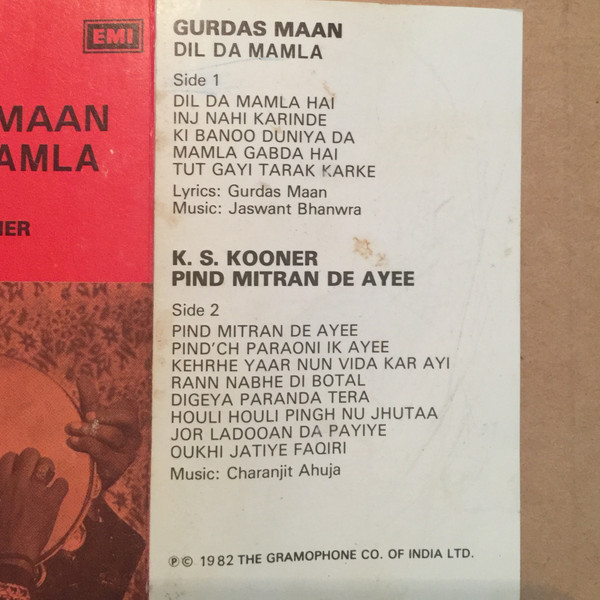 EMI
MAAN
AMLA
NER
GURDAS MAAN
DIL DA MAMLA
Side 1
DIL DA MAMLA HAI
INJ NAHI KARINDE
KI BANOO DUNIYA DA
MAMLA GABDA HAI
TUT GAYI TARAK KARKE
Lyrics: Gurdas Maan
Music: Jaswant Bhanwra
K. S. KOONER
PIND MITRAN DE AYEE
Side 2
PIND MITRAN DE AYEE
PIND'CH PARAONI IK AYEE
KEHRHE YAAR NUN VIDA KAR AYI
RANN NABHE DI BOTAL
DIGEYA PARANDA TERA
HOULI HOULI PINGH NU JHUTAA
JOR LADOOAN DA PAYIYE
OUKHI JATIYE FAQIRI
Music: Charanjit Ahuja
℗© 1982 THE GRAMOPHONE CO. OF INDIA LTD.